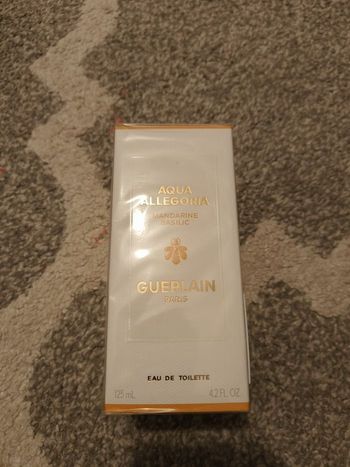 AQUA
ALLEGORIA
MANDARINE
BASILIC
GUERLAIN
PARIS
EAU DE TOILETTE
125 mL 4.2 FL. OZ.